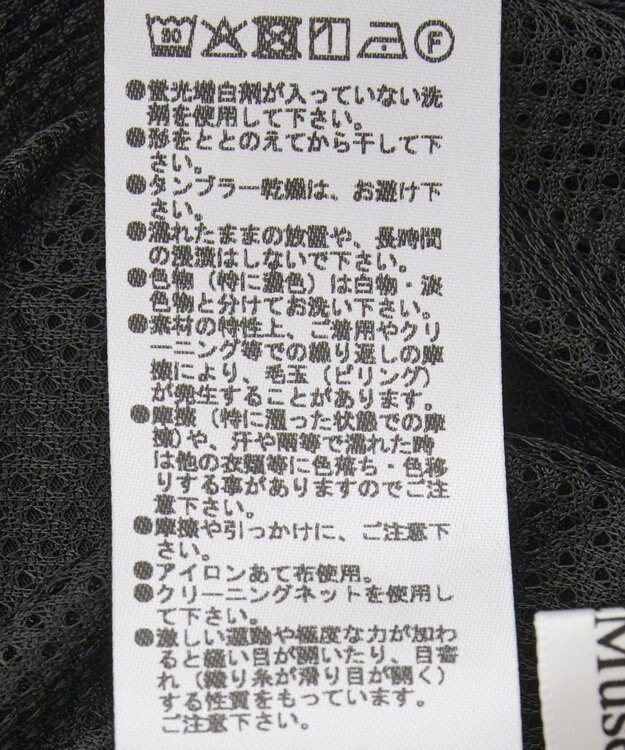 30
F
●蛍光増白剤が入っていない洗
剤を使用して下さい。
●形をととのえてから干して下
さい。
●タンブラー乾燥は、お避け下
さい。
●濡れたままの放置や、長時間
の浸漬はしないで下さい。
●色物（特に濃色）は白物・淡
色物と分けてお洗い下さい。
●素材の特性上、ご着用やクリ
ーニング等での繰り返しの摩
擦により、毛玉（ピリング）
が発生することがあります。
●摩擦（特に湿った状態での摩
擦)や、汗や雨等で濡れた時
は他の衣類等に色落ち・色移
りする事がありますのでご注
意下さい。
●摩擦や引っかけに、ご注意下
さい。
●アイロンあて布使用。
●クリーニングネットを使用し
て下さい。
●激しい運動や極度な力が加わ
ると縫い目が開いたり、目寄
れ（織り糸が滑り目が開く）
する性質をもっています。
ご注意下さい。